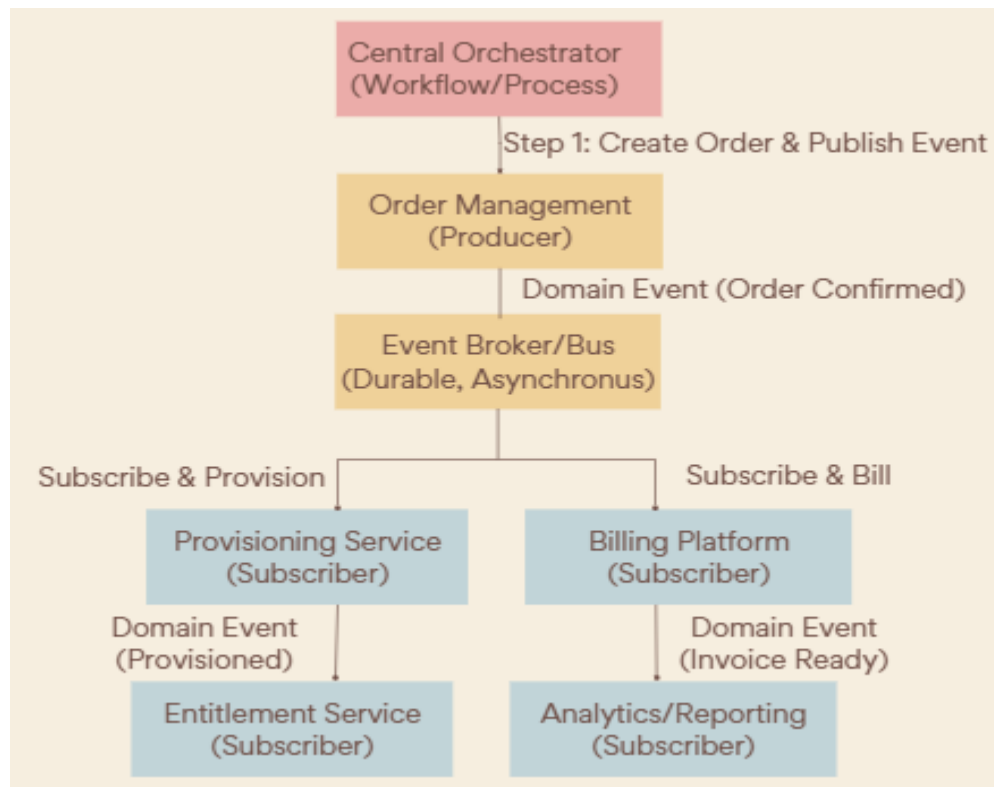 Central Orchestrator
(Workflow/Process)
Step 1: Create Order & Publish Event
Order Management
(Producer)
Domain Event (Order Confirmed)
Event Broker/Bus
(Durable, Asynchronus)
Subscribe & Provision
Subscribe & Bill
Provisioning Service
(Subscriber)
Billing Platform
(Subscriber)
Domain Event
(Provisioned)
Domain Event
(Invoice Ready)
Entitlement Service
(Subscriber)
Analytics/Reporting
(Subscriber)